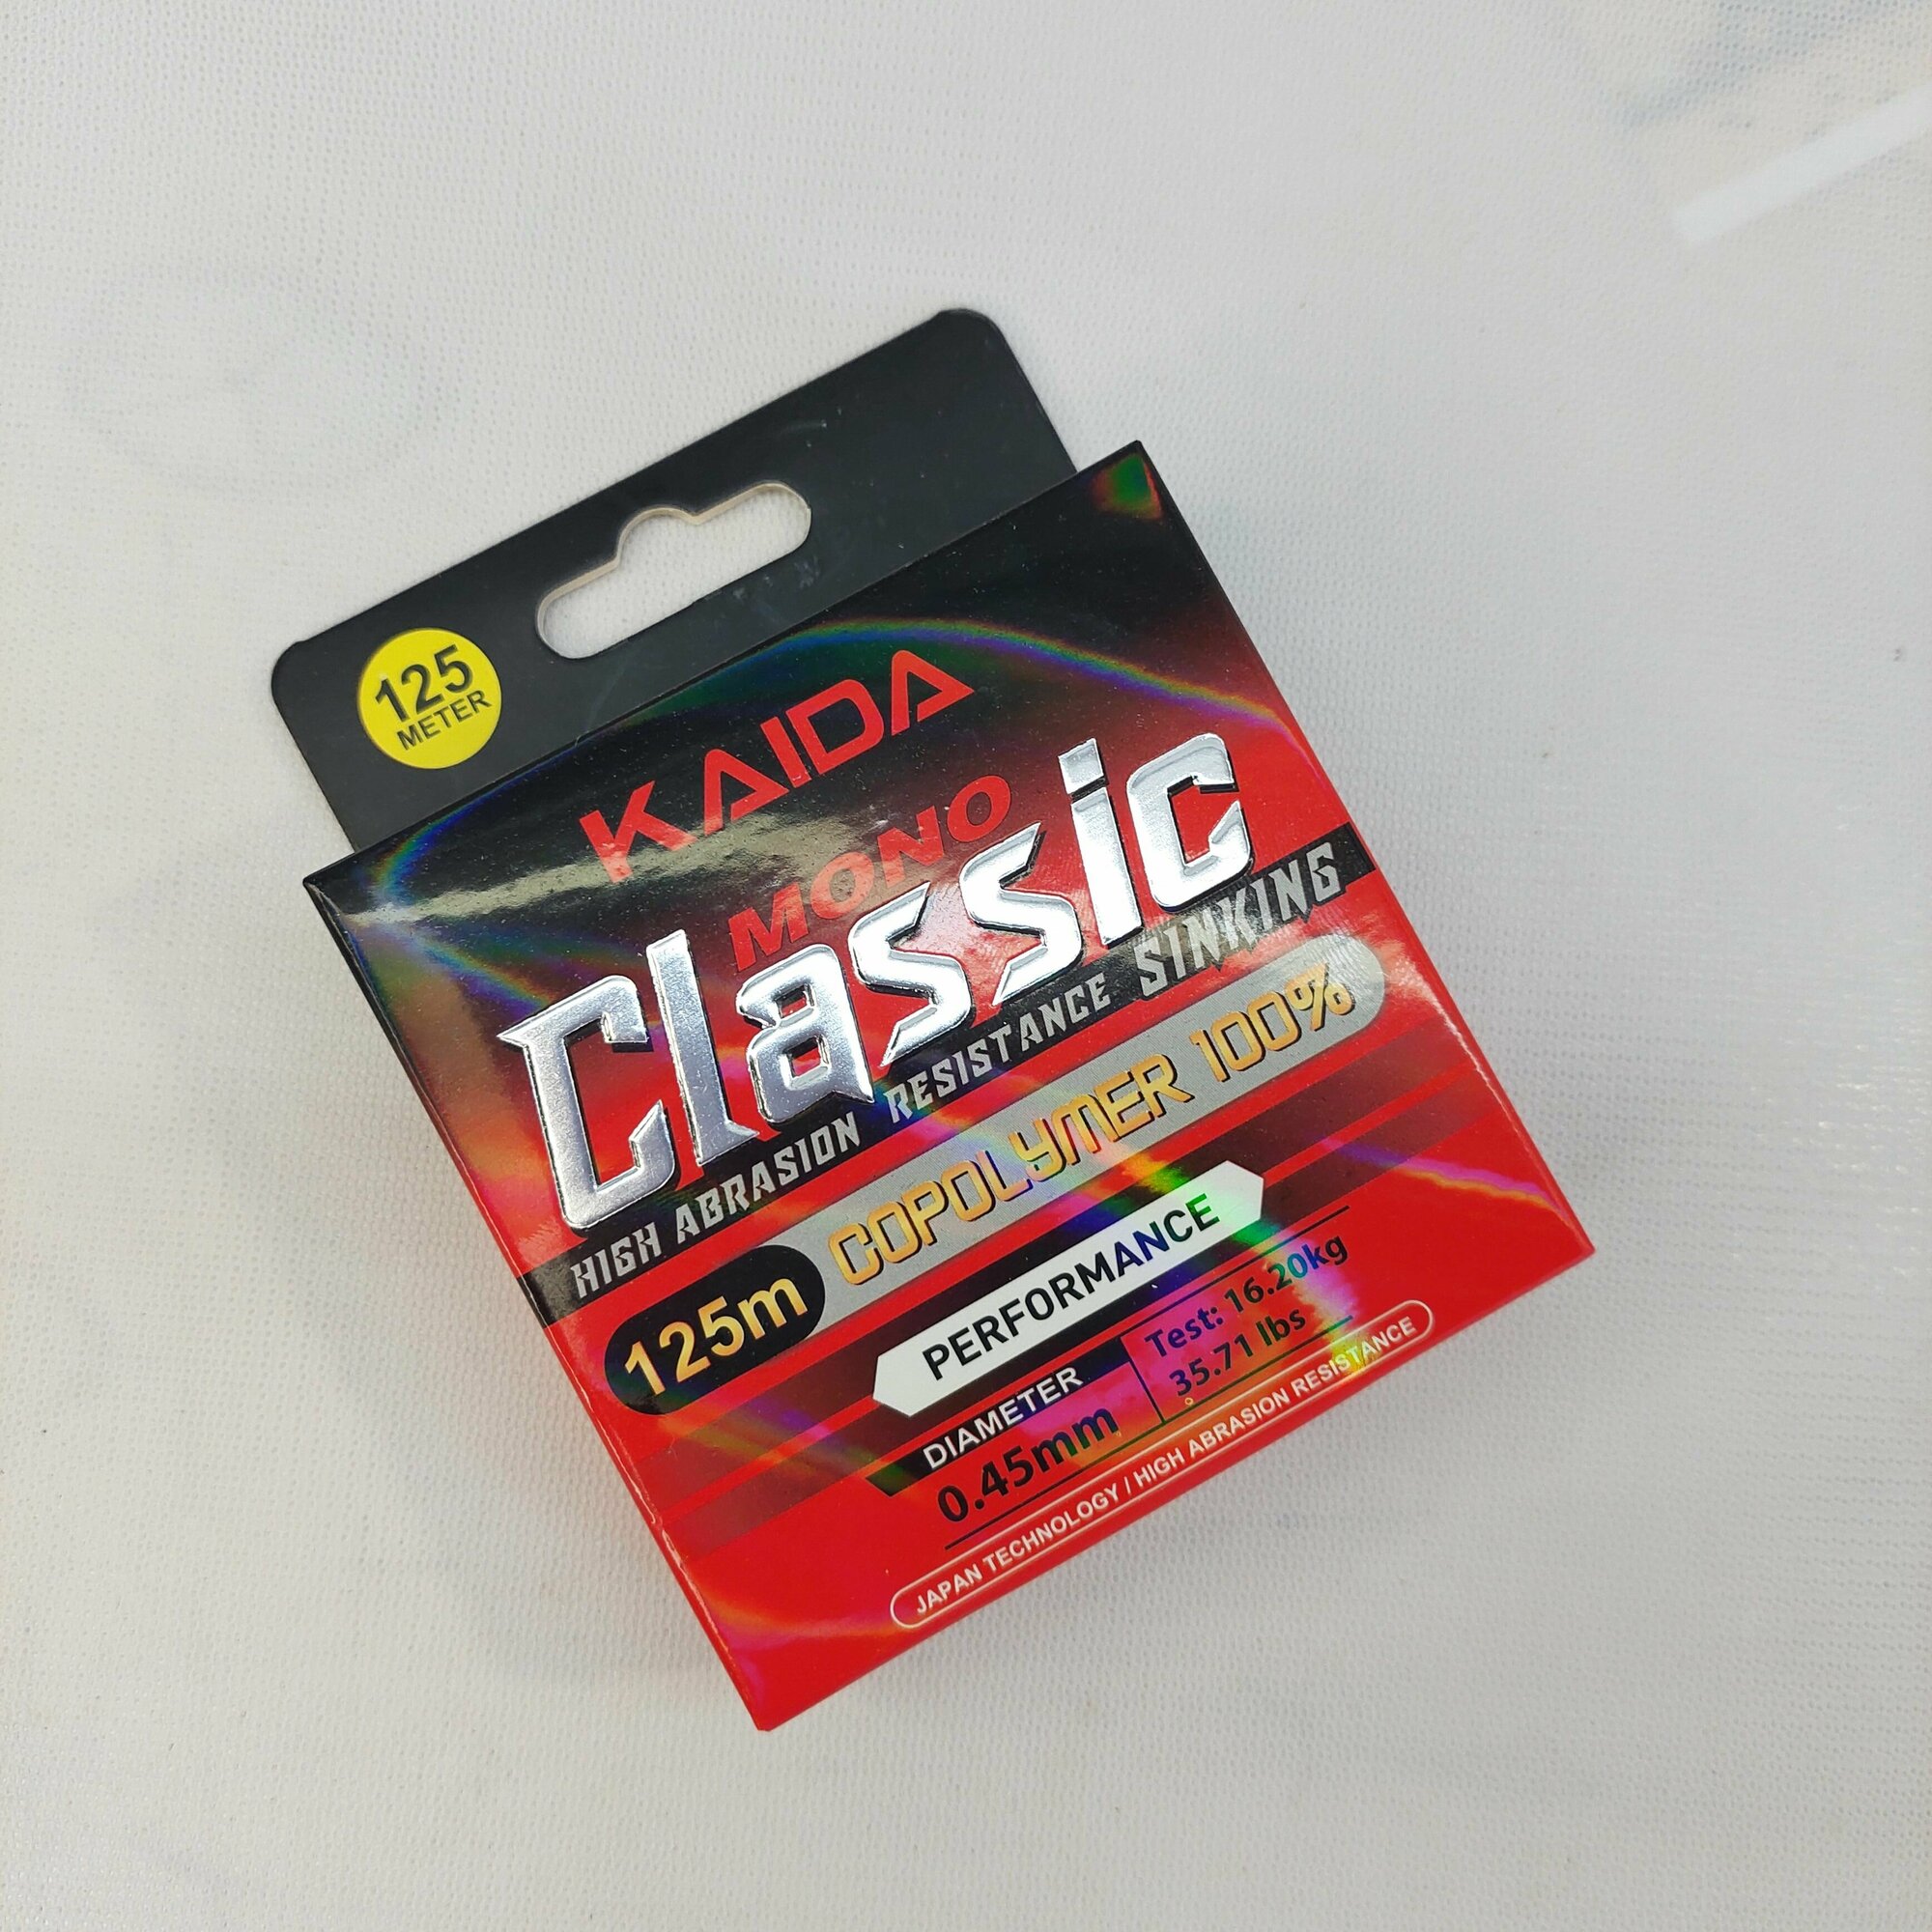 125
METER
KAIDA
MONO
Classic
HIGH ABRASION RESISTANCE SINKING
125m COPOLYMER 100%
PERFORMANCE
DIAMETER
0.45mm
Test: 16.20kg
35.71 lbs
JAPAN TECHNOLOGY / HIGH ABRASION RESISTANCE